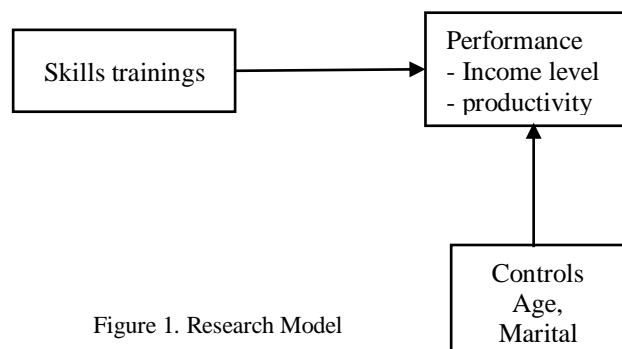 Skills trainings
Performance
- Income level
- productivity
Controls
Age,
Marital
Figure 1. Research Model